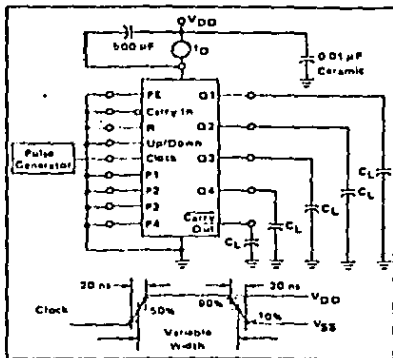 VDD
500 µF
ID
0.01 µF
Ceramic
PE
Carry In
R
Up/Down
Clock
P1
P2
P3
P4
Q1
Q2
Q3
Q4
Carry
Out
Pulse
Generator
CL
CL
CL
CL
CL
20 ns
20 ns
Clock
50%
90%
10%
VDD
VSS
Variable
Width